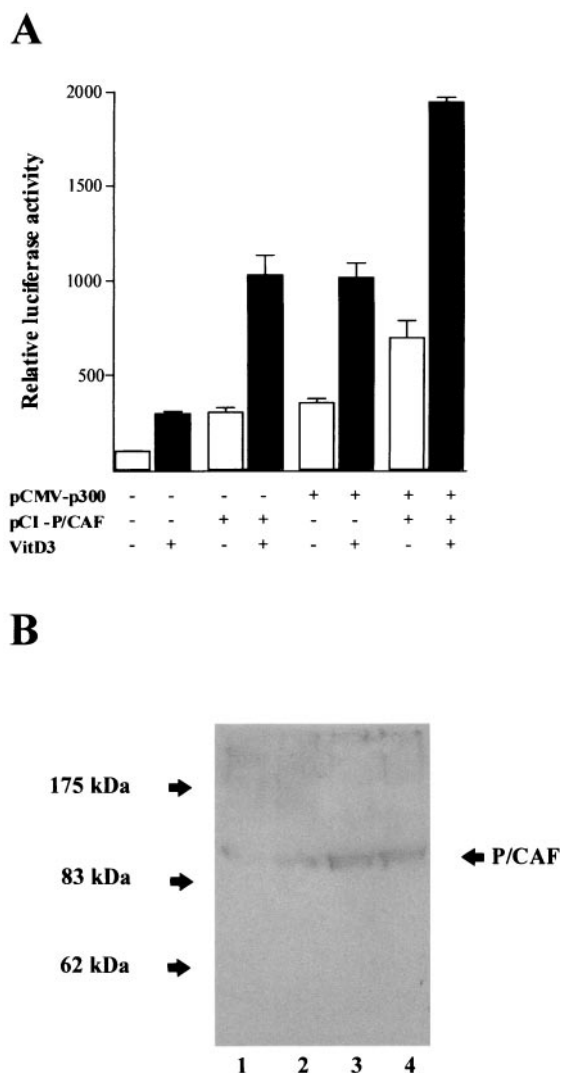 A
2000
1500
1000
500
Relative luciferase activity
pCMV-p300 - - - - + + + +
pCI -P/CAF - - + + - - + +
VitD3 - + - + - + - +
B
175 kDa
P/CAF
83 kDa
62 kDa
1 2 3 4